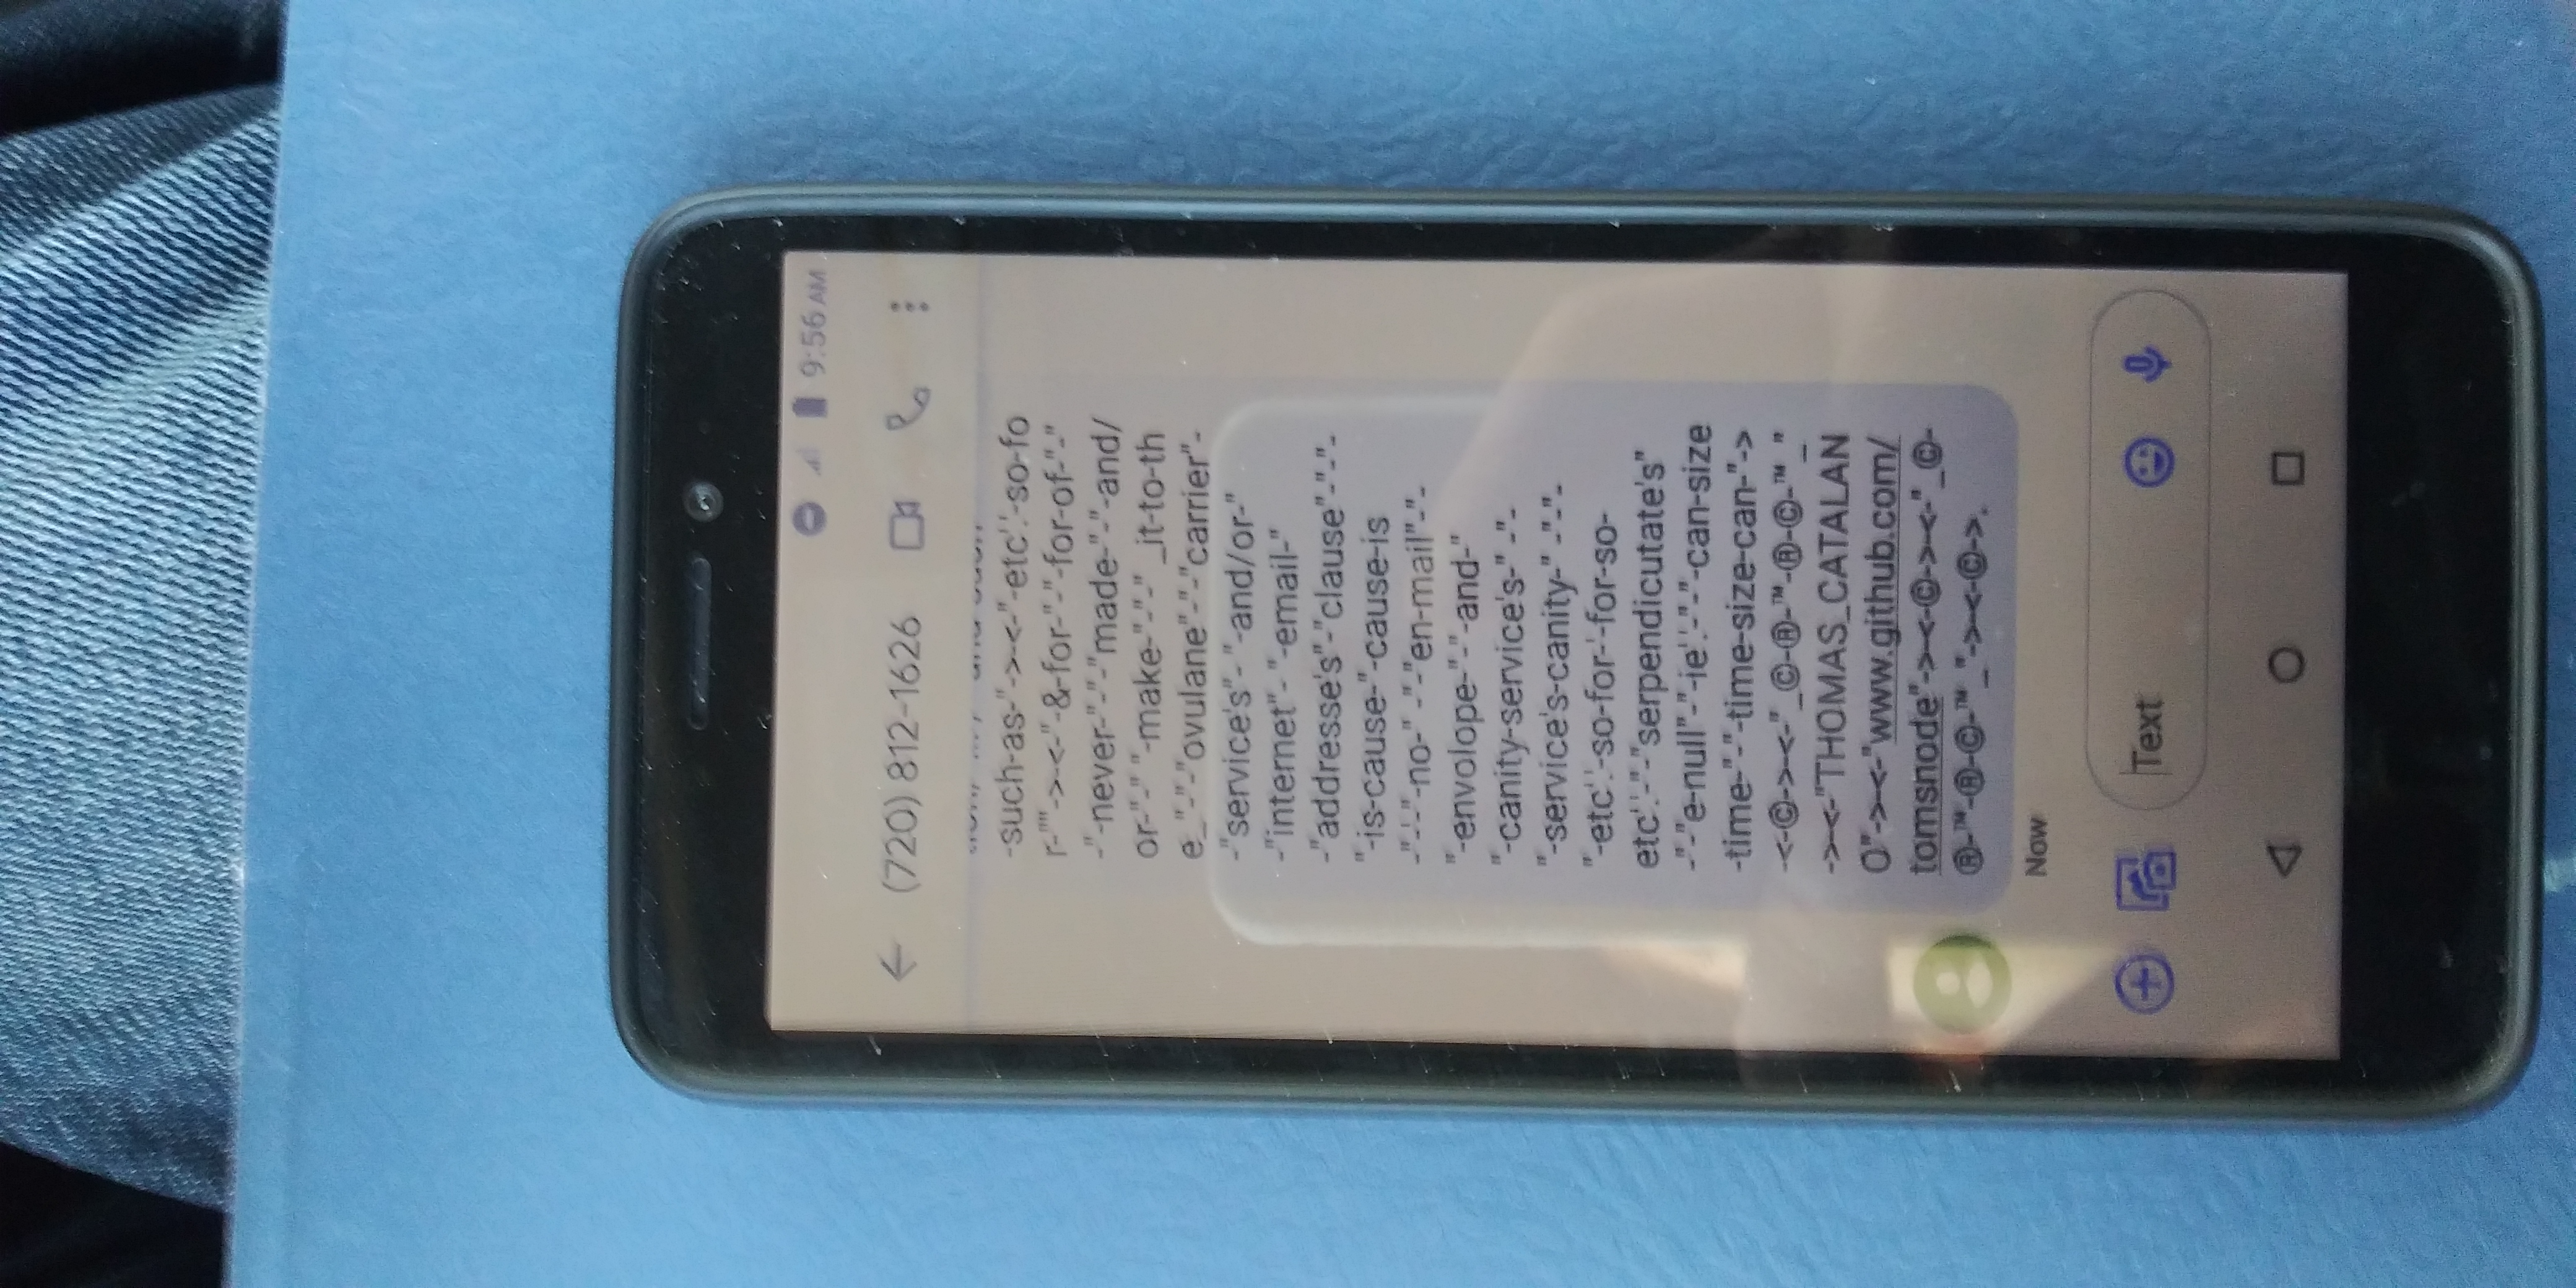 9:56 AM
(720) 812-1626
-such-as-"->-<-"-etc'.'-so-fo
r-""->-<-"-&-for-"-"-for-of-"-"
-"-never-"-"-"made-"-"-and/
or-"-" "-make-"-"-" _it-to-th
e_"-"-"ovulane"-"-"carrier"-
-"service's"- "-and/or-"
-"internet"- "-email-"
-"addresse's"-"clause"-"-"-
"-is-cause-"-cause-is
-"-'-"-no-" -"-"en-mail"-"-
"-envolope-"-"-and-"
"-canity-service's-" -"-
"-service's-canity-" -"-"-
"-etc'.'-so-for-'-for-so-
etc'.'-"-"serpendicutate's"
-"-"e-null"-"-ie'.'-"-"-can-size
-time-"-"-time-size-can-"->
-<-©->-<-"_©-®-™-®-©-™_"
->-<-"THOMAS_CATALAN
O"->-<-"www.github.com/
tomsnode"->-<-©->-<-"_©-
®-™-®-©-™_"->-<-©->.
Now
Text